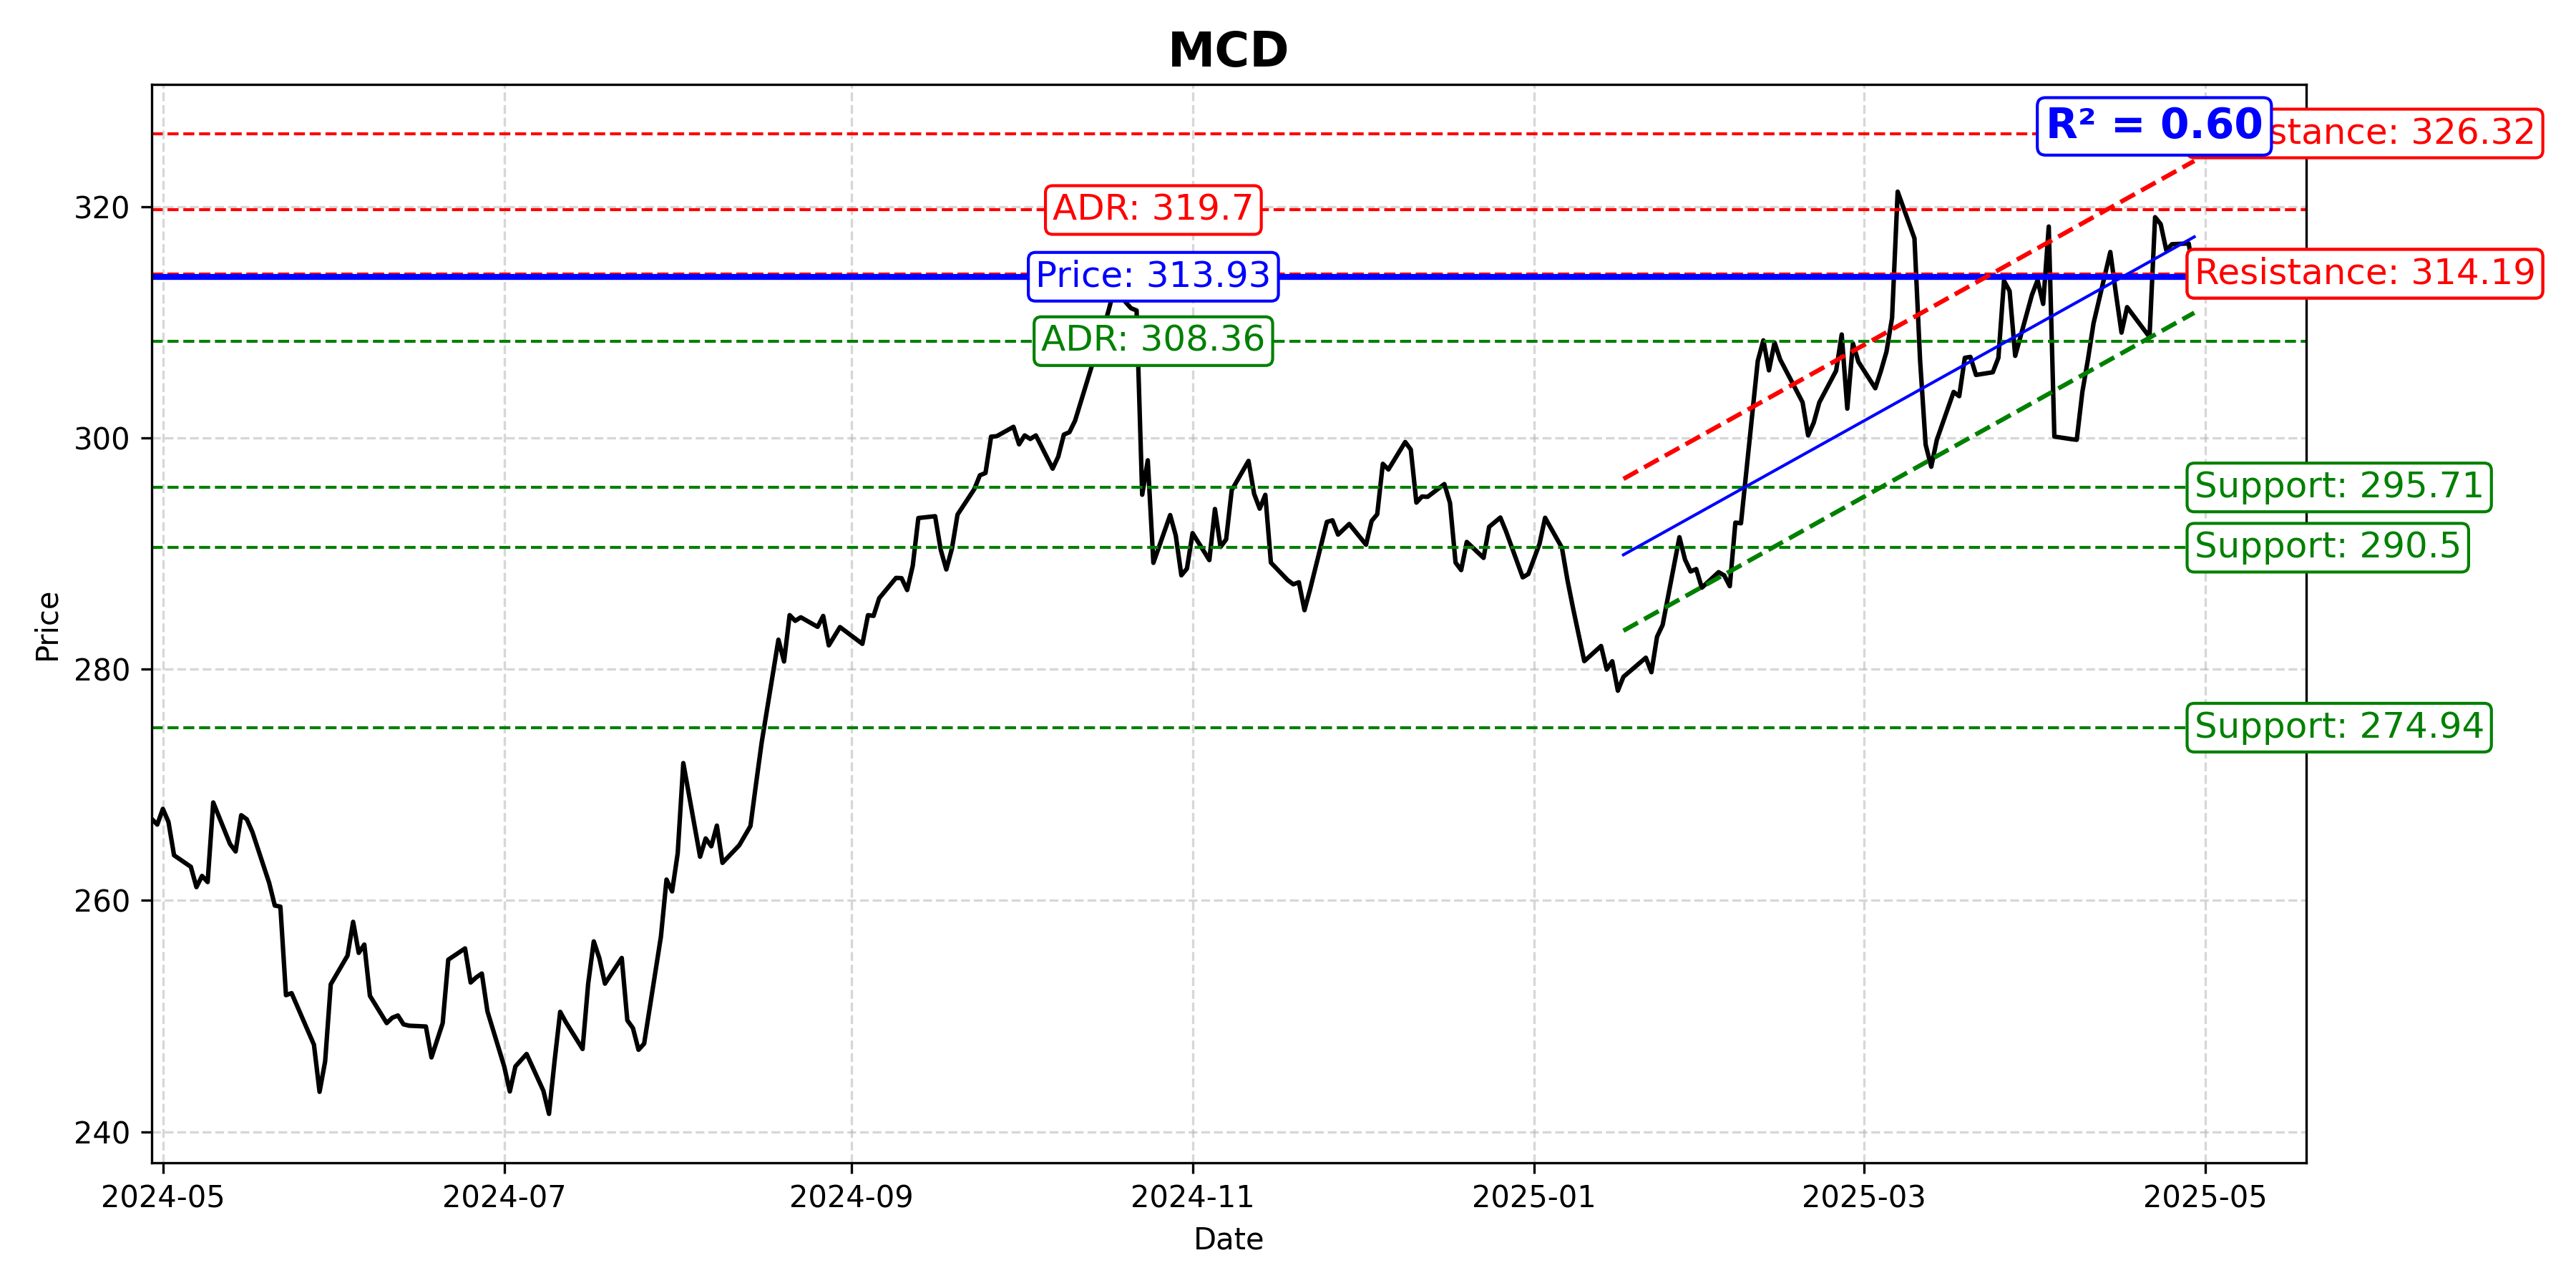 MCD
R² = 0.60
stance: 326.32
320
ADR: 319.7
Price: 313.93
Resistance: 314.19
ADR: 308.36
300
Support: 295.71
Support: 290.5
Price
280
Support: 274.94
260
240
2024-05 2024-07 2024-09 2024-11 2025-01 2025-03 2025-05
Date